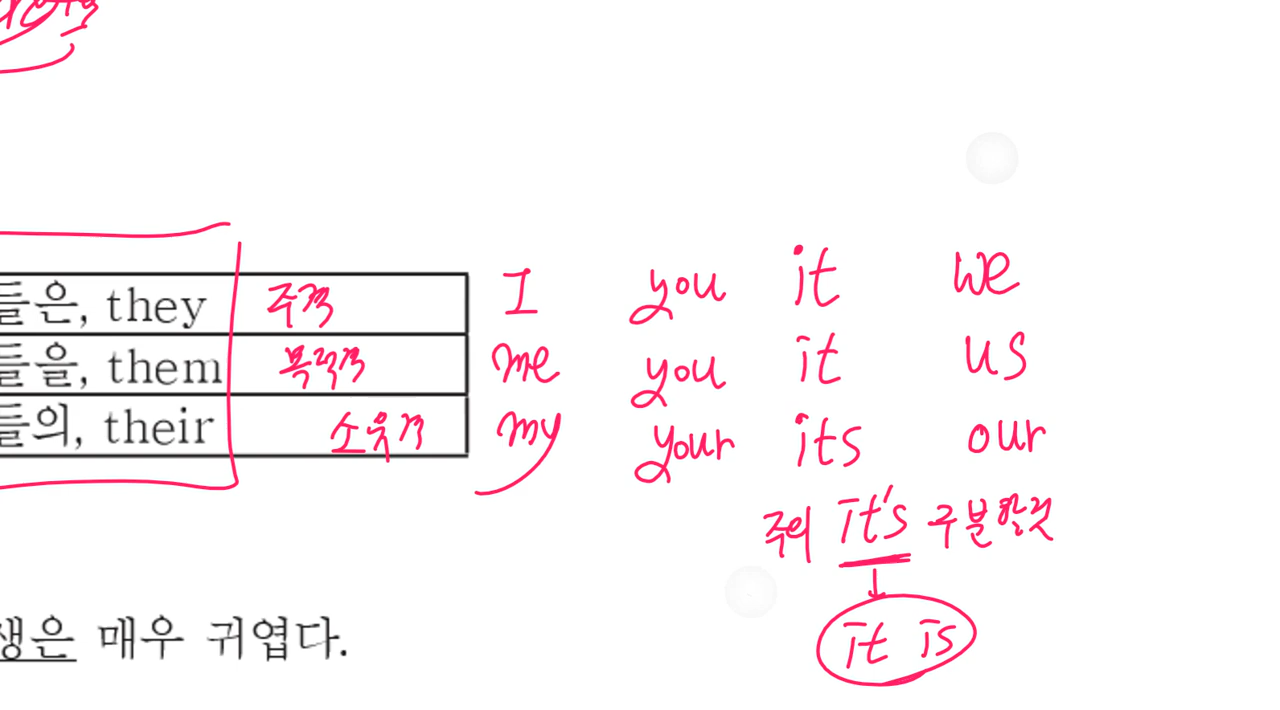 들은, they 주격 I you it we
들을, them 목적격 me you it us
들의, their 소유격 my your its our
주의 it's 구분할것
it is
생은 매우 귀엽다.